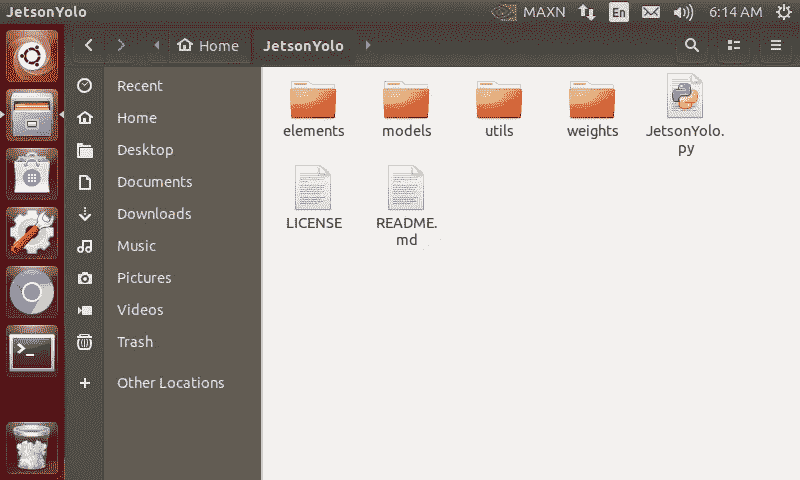 JetsonYolo
MAXN
En
6:14 AM
Home
JetsonYolo
Recent
Home
Desktop
Documents
Downloads
Music
Pictures
Videos
Trash
Other Locations
elements
models
utils
weights
JetsonYolo.
py
LICENSE
README.
md